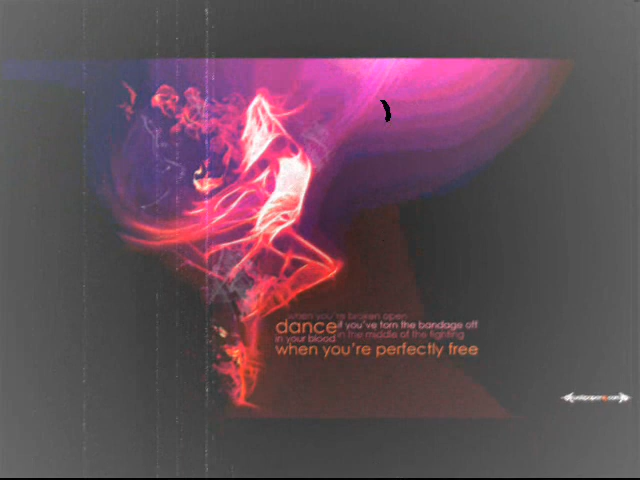 when you're broken open
dance if you've torn the bandage off
in your blood in the middle of the fighting
when you're perfectly free